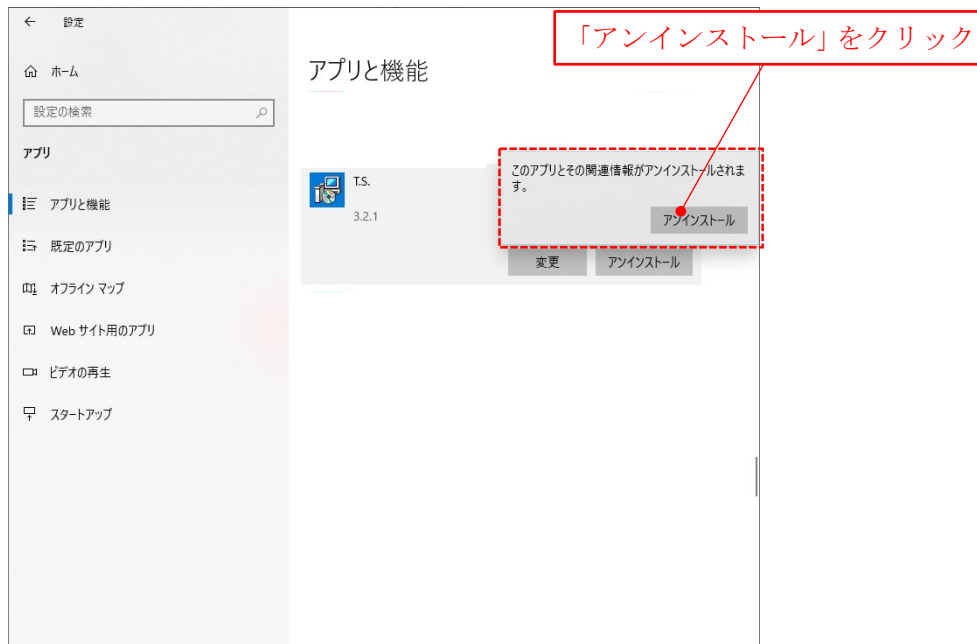 設定
「アンインストール」をクリック
ホーム
アプリと機能
設定の検索
アプリ
このアプリとその関連情報がアンインストールされま
す。
T.S.
アプリと機能
3.2.1
アンインストール
既定のアプリ
変更
アンインストール
オフライン マップ
Web サイト用のアプリ
ビデオの再生
スタートアップ